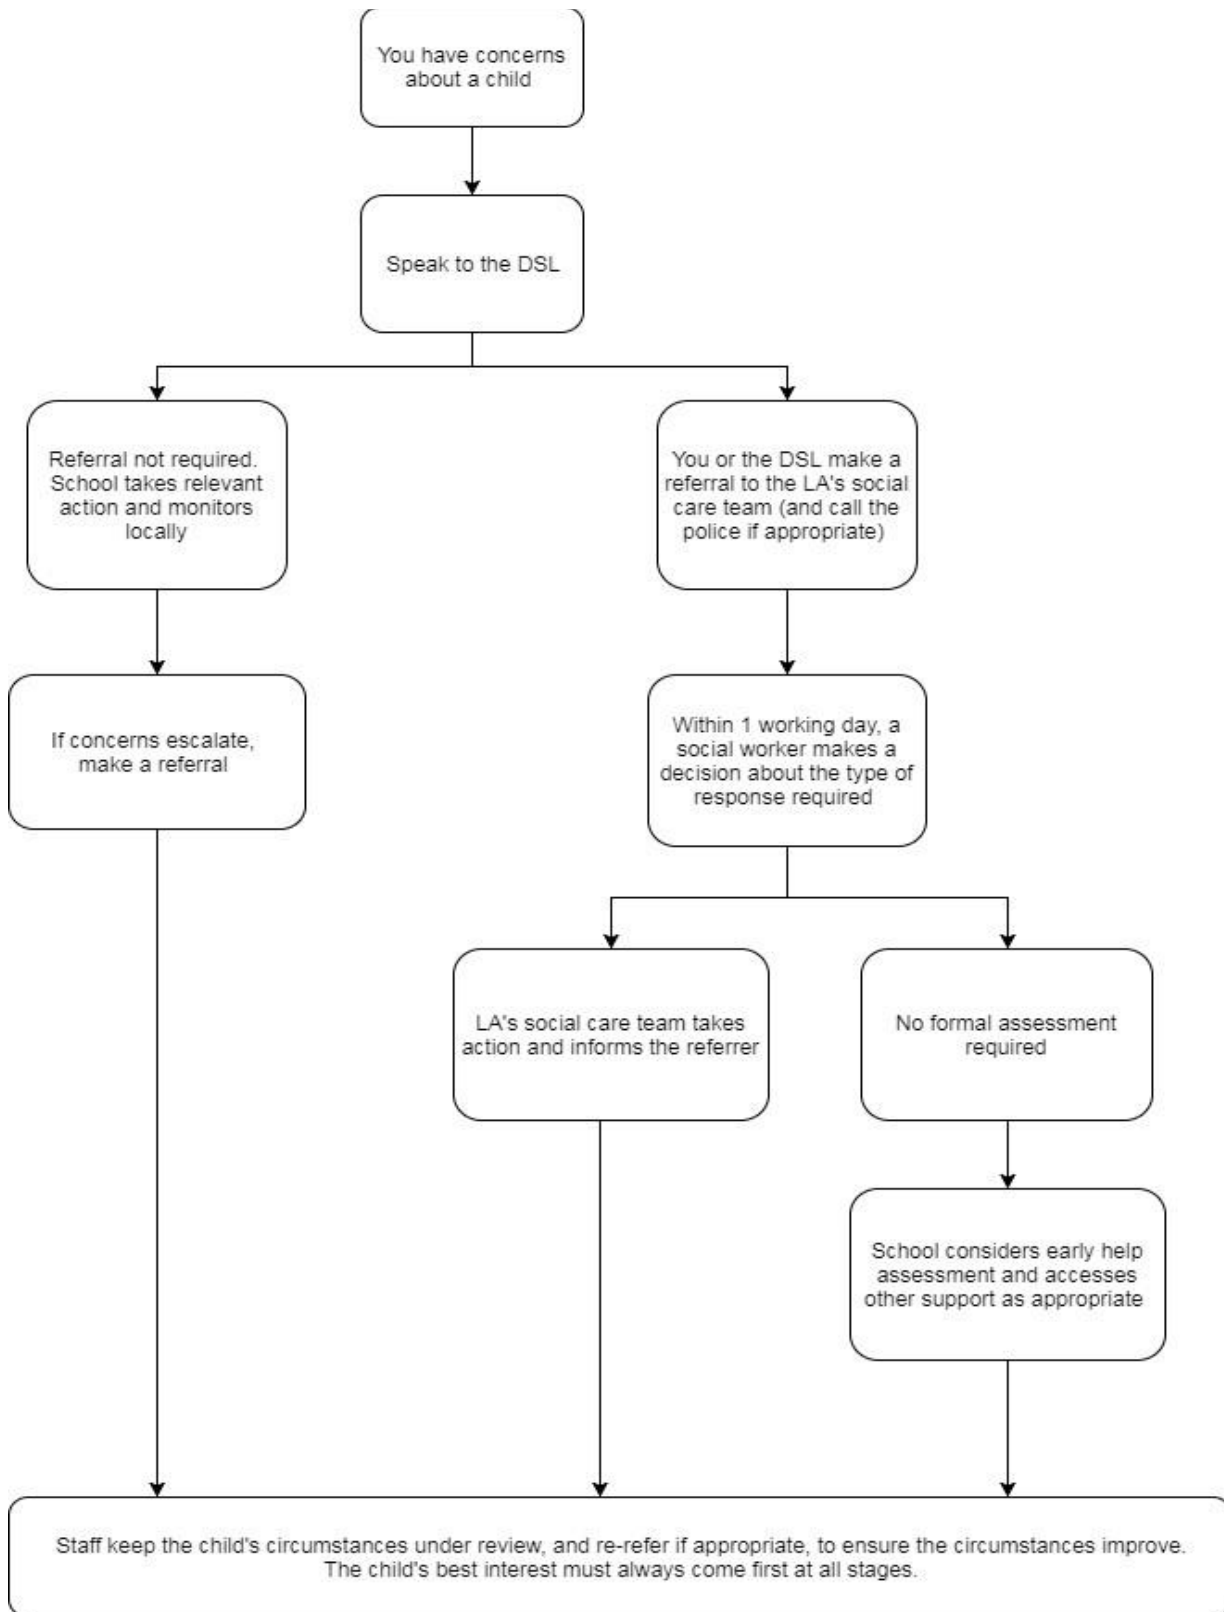 You have concerns
about a child
Speak to the DSL
Referral not required.
School takes relevant
action and monitors
locally
You or the DSL make a
referral to the LA's social
care team (and call the
police if appropriate)
If concerns escalate,
make a referral
Within 1 working day, a
social worker makes a
decision about the type of
response required
LA's social care team takes
action and informs the referrer
No formal assessment
required
School considers early help
assessment and accesses
other support as appropriate
Staff keep the child's circumstances under review, and re-refer if appropriate, to ensure the circumstances improve.
The child's best interest must always come first at all stages.